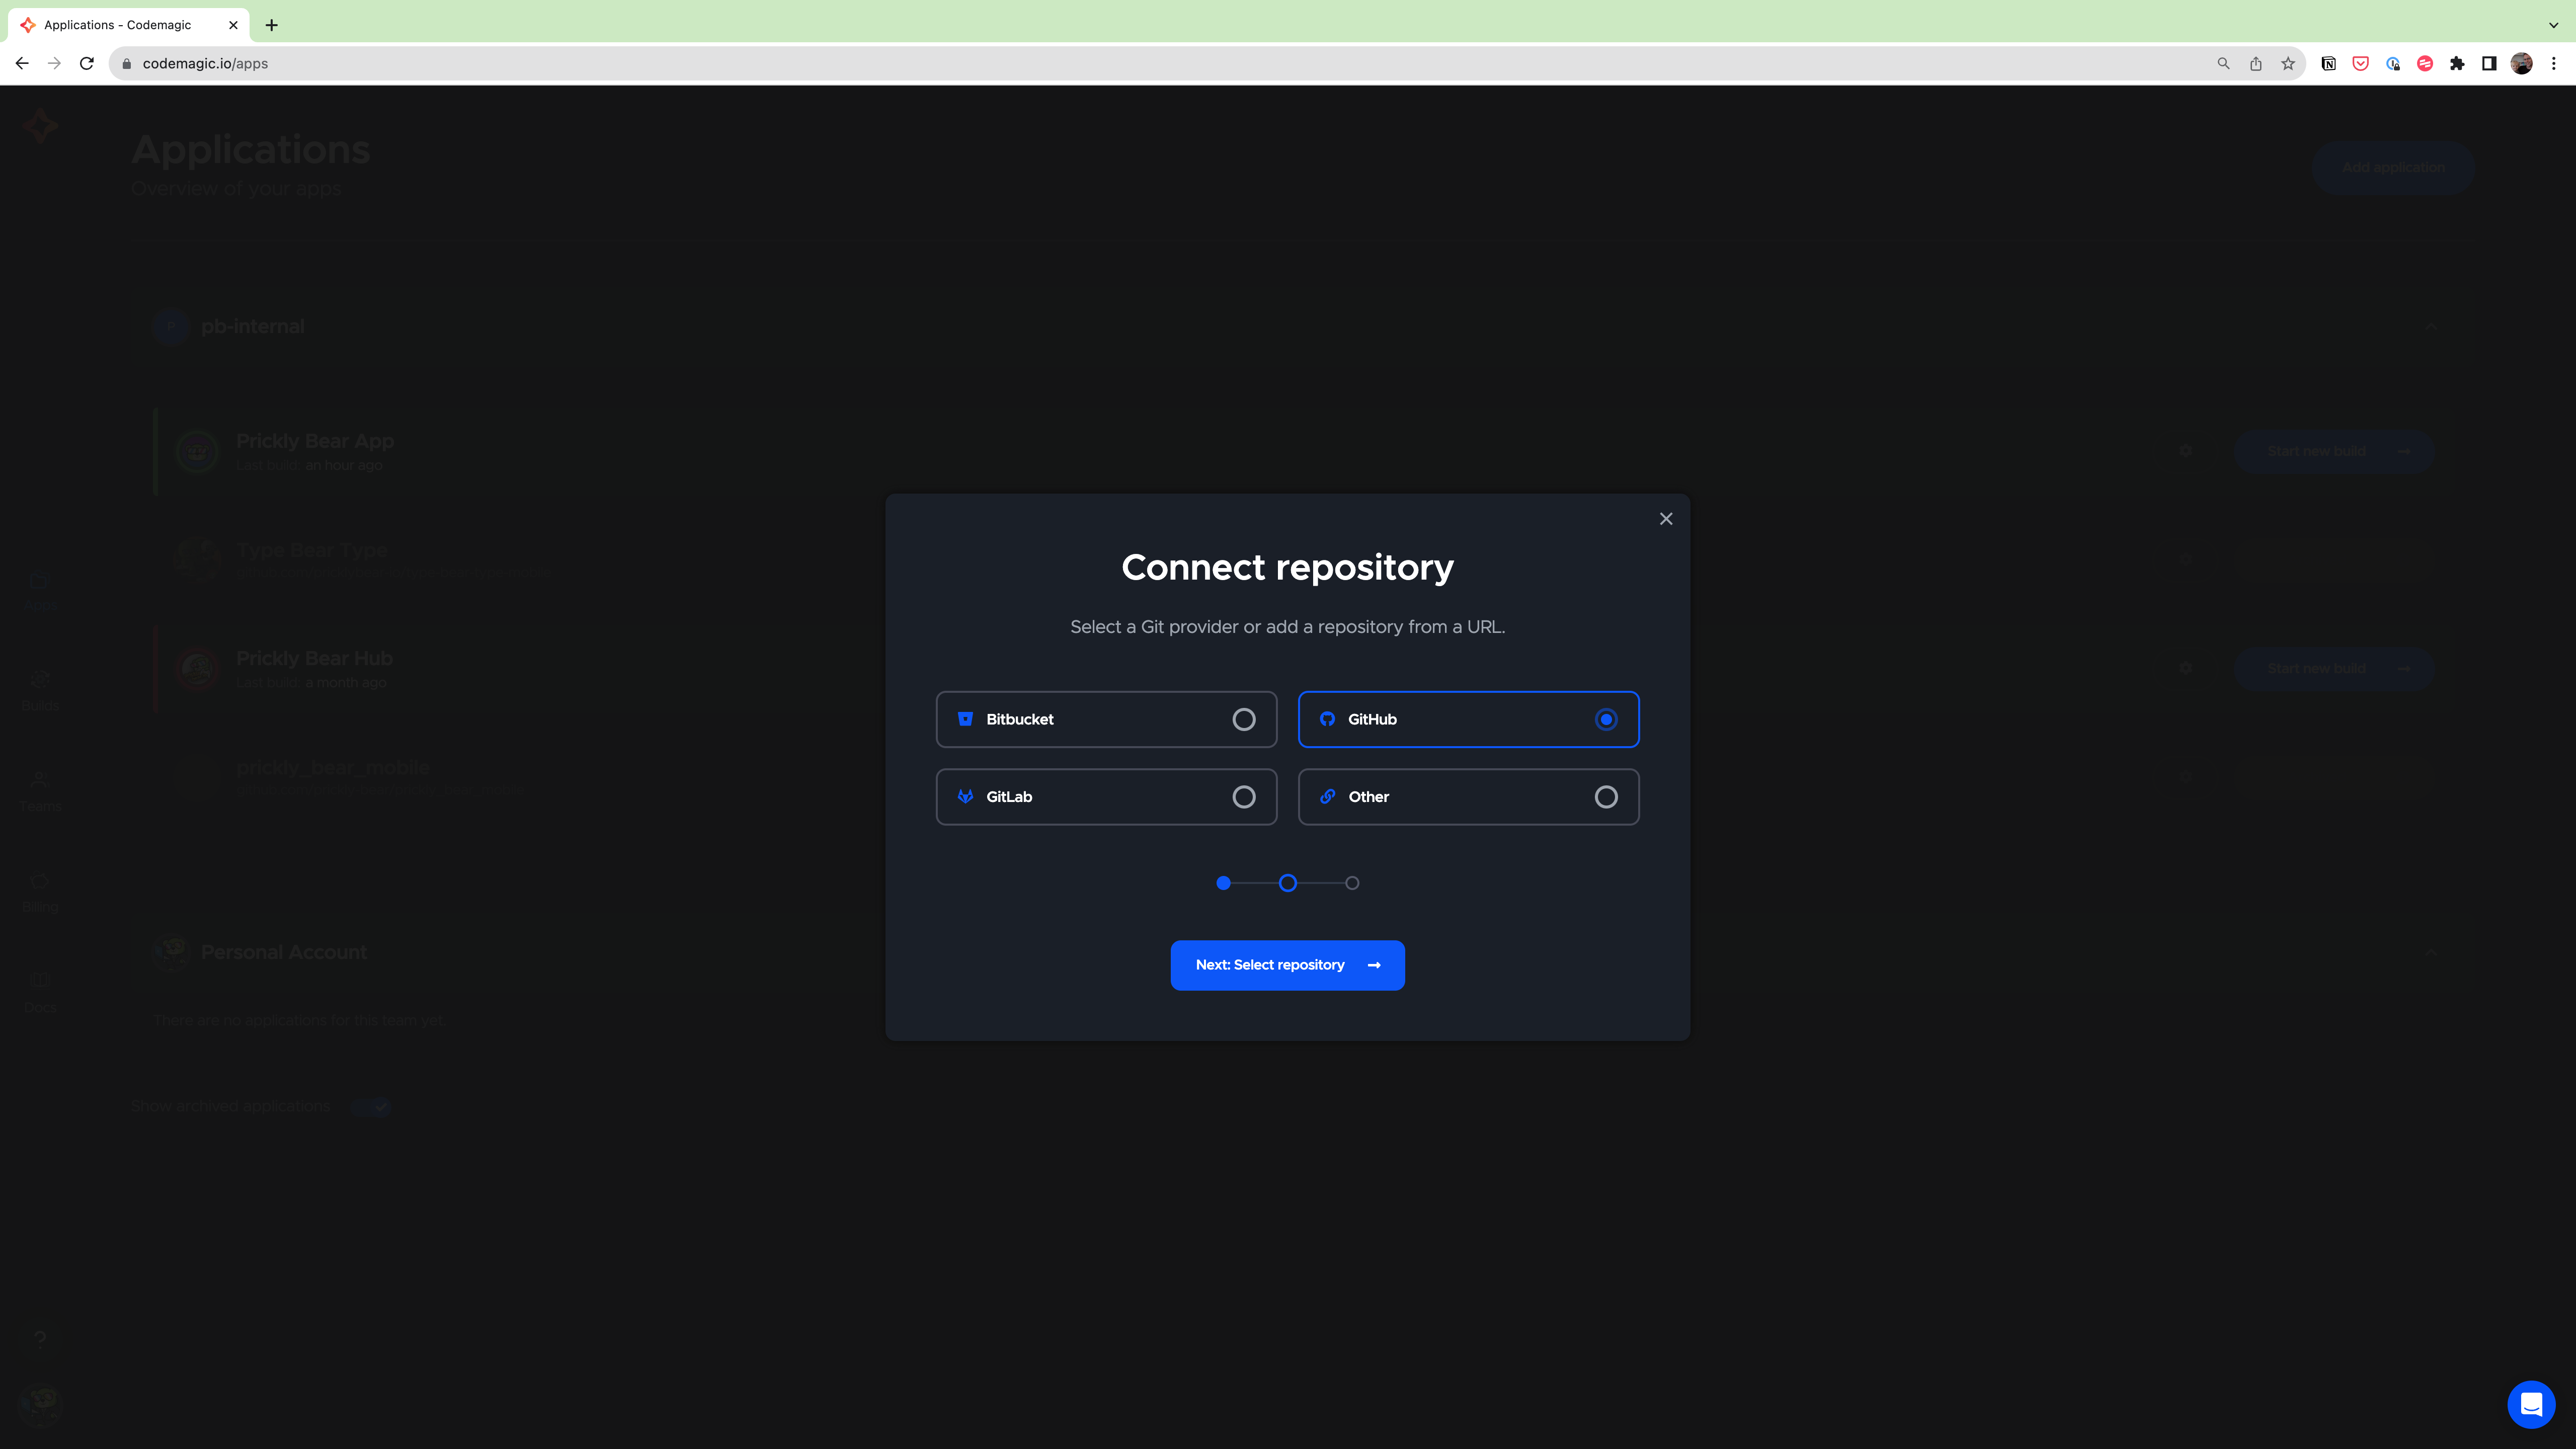 Applications - Codemagic
codemagic.io/apps
Applications
Overview of your apps
Add application
P
pb-internal
Prickly Bear App
Last build: an hour ago
Start new build
Type Bear Type
Prickly Bear Hub
Last build: a month ago
Start new build
prickly_bear_mobile
Apps
Builds
Teams
Billing
Docs
Personal Account
There are no applications for this team yet.
Show archived applications
?
Connect repository
Select a Git provider or add a repository from a URL.
Bitbucket
GitHub
GitLab
Other
Next: Select repository